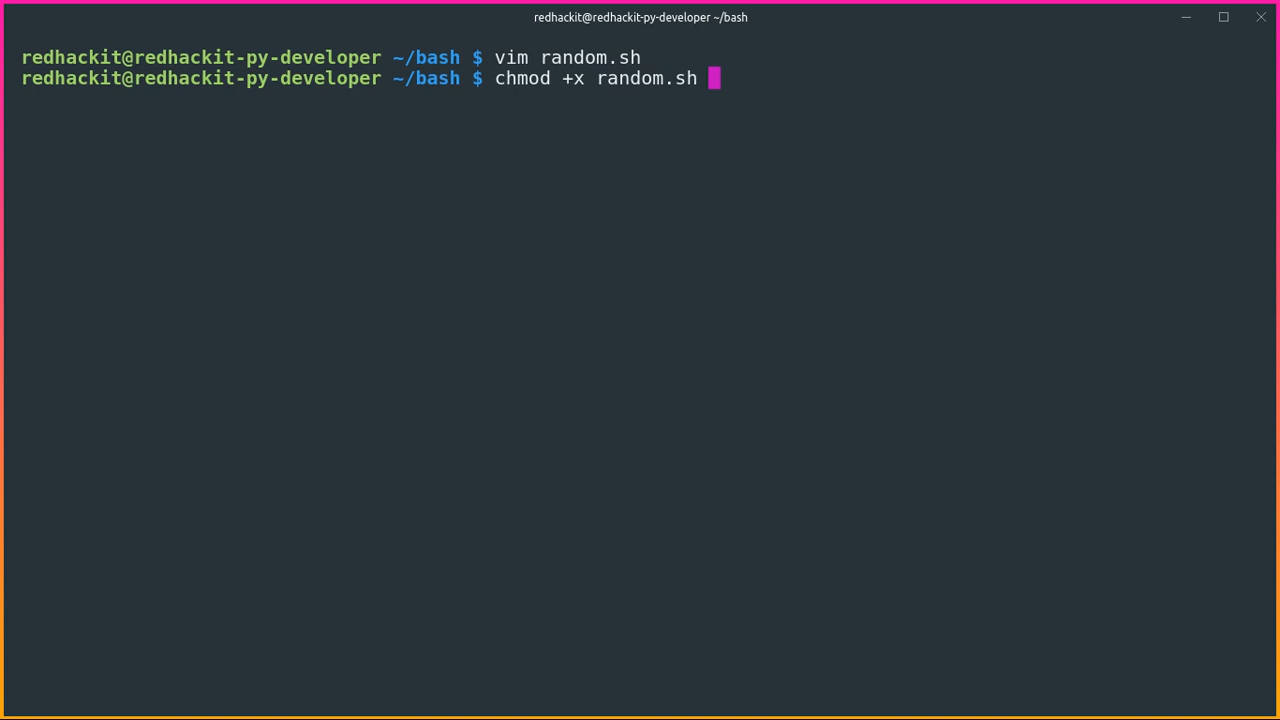 redhackit@redhackit-py-developer ~/bash
redhackit@redhackit-py-developer ~/bash $ vim random.sh
redhackit@redhackit-py-developer ~/bash $ chmod +x random.sh